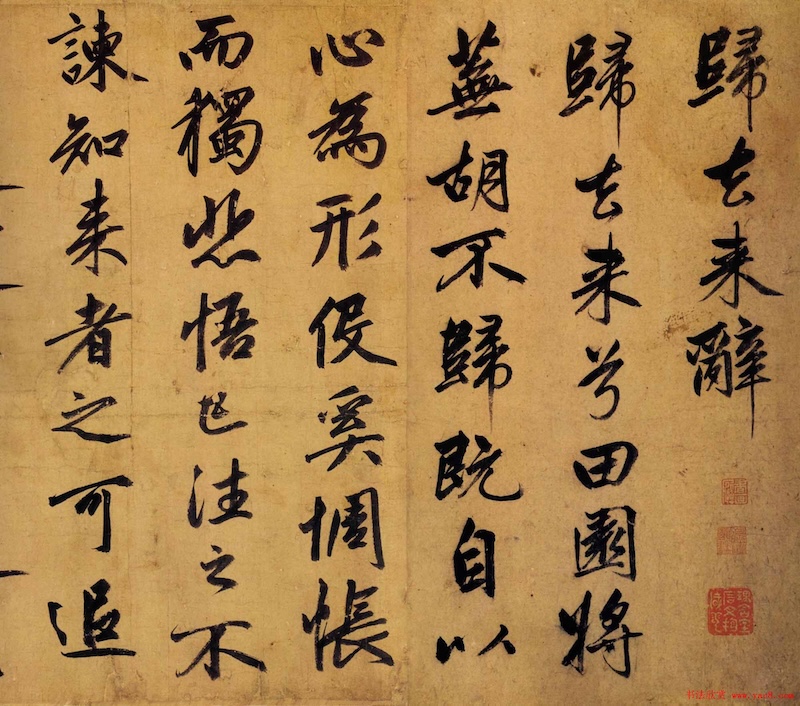 歸去来辭
歸去来兮田園將
蕪胡不歸既自以
心為形役奚惆悵
而獨悲悟已往之不
諫知来者之可追